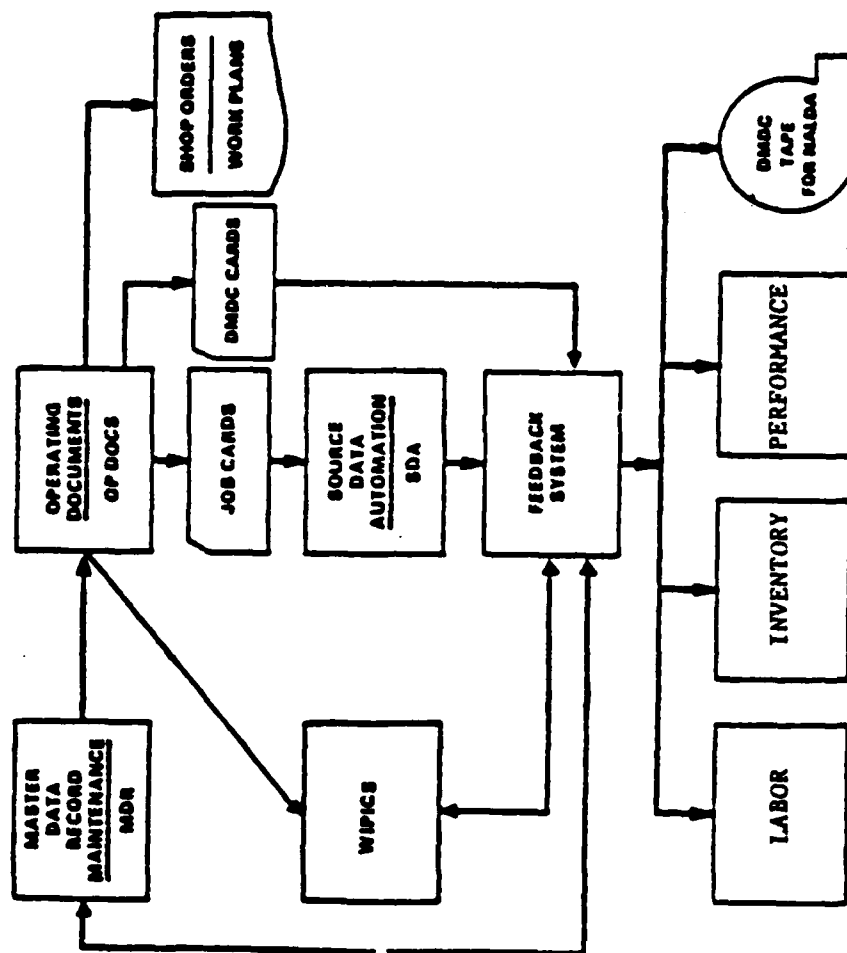 MASTER
DATA
RECORD
MAINTENANCE
MDR
OPERATING
DOCUMENTS
OP DOCS
SHOP ORDERS
WORK PLANS
JOB CARDS
DMDC CARDS
WIPICS
SOURCE
DATA
AUTOMATION
SDA
FEEDBACK
SYSTEM
LABOR
INVENTORY
PERFORMANCE
DMDC
TAPE
FOR NALDA